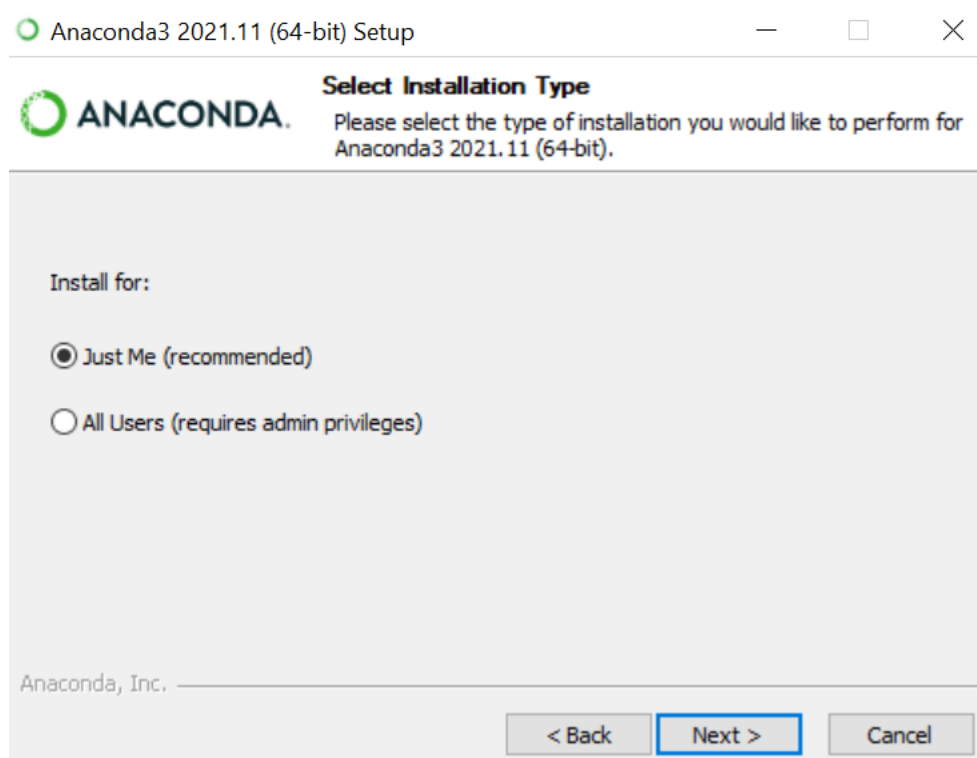 Anaconda3 2021.11 (64-bit) Setup
ANACONDA.
Select Installation Type
Please select the type of installation you would like to perform for
Anaconda3 2021.11 (64-bit).
Install for:
Just Me (recommended)
All Users (requires admin privileges)
Anaconda, Inc.
< Back
Next >
Cancel